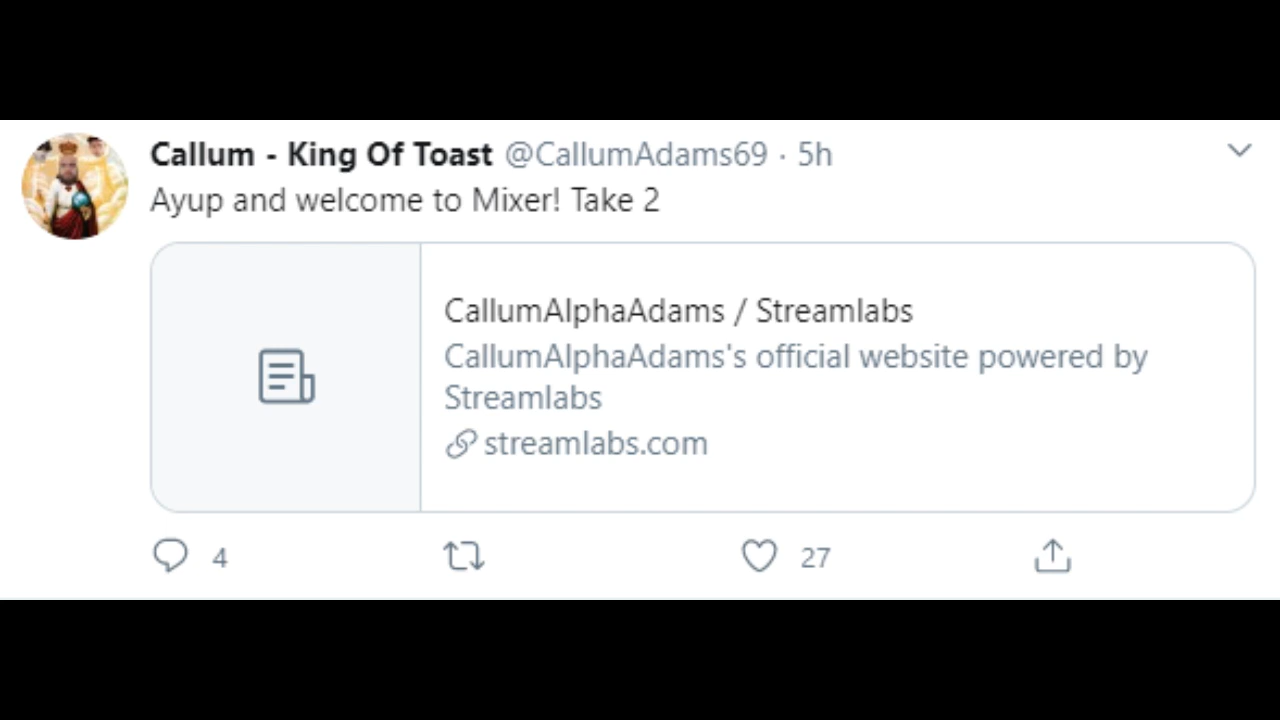 Callum - King Of Toast @CallumAdams69 · 5h
Ayup and welcome to Mixer! Take 2
CallumAlphaAdams / Streamlabs
CallumAlphaAdams's official website powered by
Streamlabs
streamlabs.com
4 27